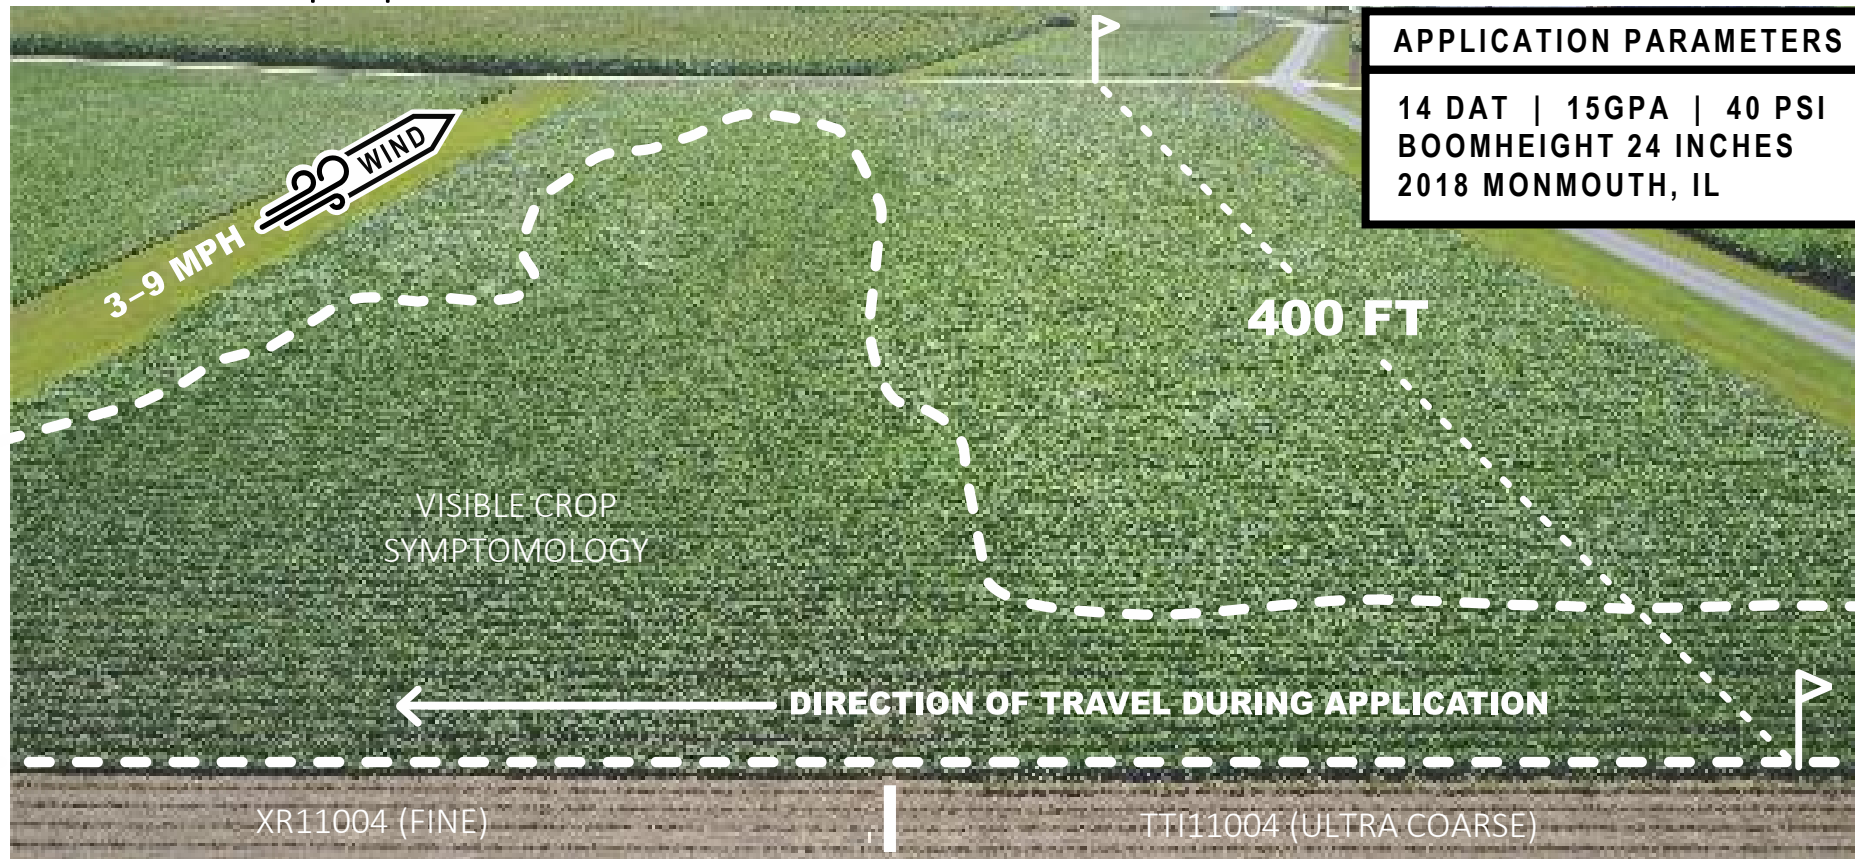 APPLICATION PARAMETERS
14 DAT | 15GPA | 40 PSI
BOOMHEIGHT 24 INCHES
2018 MONMOUTH, IL
WIND
3–9 MPH
400 FT
VISIBLE CROP
SYMPTOMOLOGY
DIRECTION OF TRAVEL DURING APPLICATION
XR11004 (FINE)
TTI11004 (ULTRA COARSE)